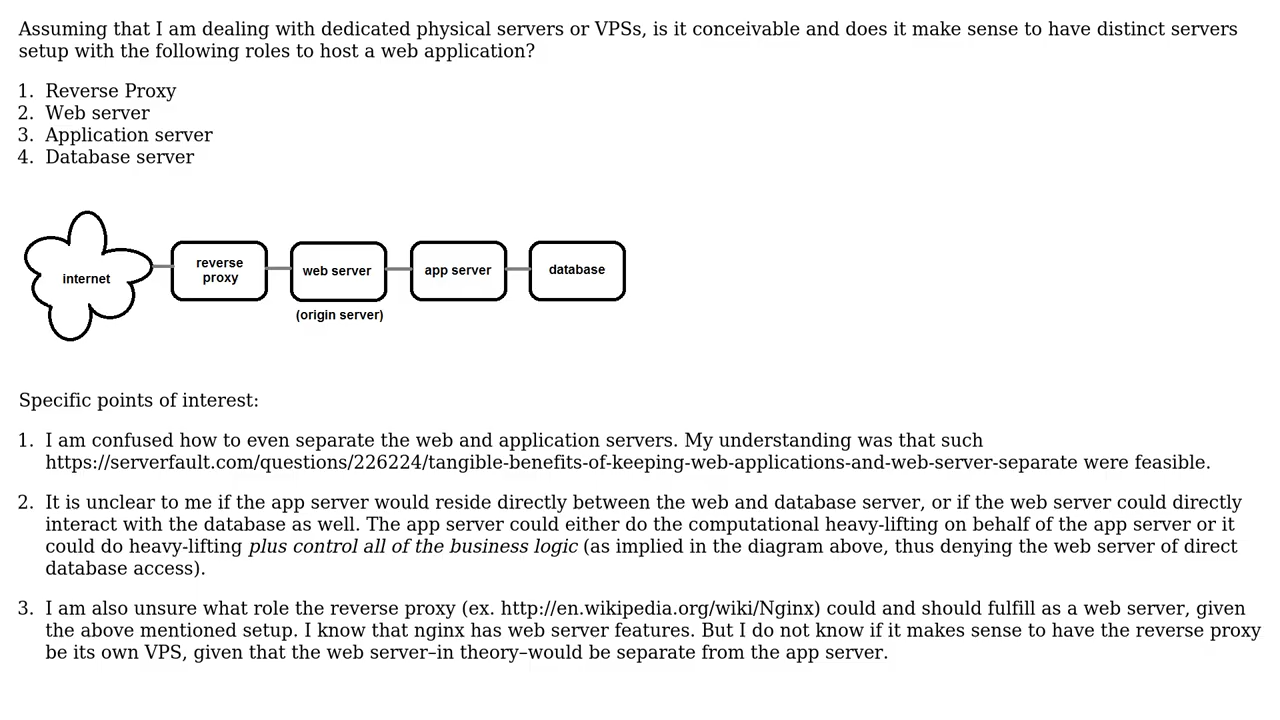 Assuming that I am dealing with dedicated physical servers or VPSs, is it conceivable and does it make sense to have distinct servers
setup with the following roles to host a web application?
1. Reverse Proxy
2. Web server
3. Application server
4. Database server
internet
reverse
proxy
web server
app server
database
(origin server)
Specific points of interest:
1. I am confused how to even separate the web and application servers. My understanding was that such
https://serverfault.com/questions/226224/tangible-benefits-of-keeping-web-applications-and-web-server-separate were feasible.
2. It is unclear to me if the app server would reside directly between the web and database server, or if the web server could directly
interact with the database as well. The app server could either do the computational heavy-lifting on behalf of the app server or it
could do heavy-lifting plus control all of the business logic (as implied in the diagram above, thus denying the web server of direct
database access).
3. I am also unsure what role the reverse proxy (ex. http://en.wikipedia.org/wiki/Nginx) could and should fulfill as a web server, given
the above mentioned setup. I know that nginx has web server features. But I do not know if it makes sense to have the reverse proxy
be its own VPS, given that the web server–in theory–would be separate from the app server.